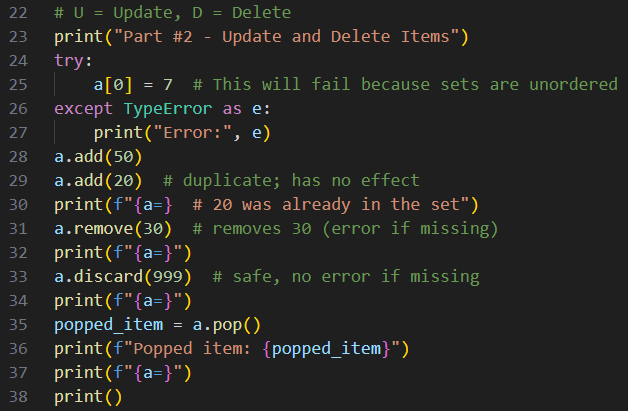 22 # U = Update, D = Delete
23 print("Part #2 - Update and Delete Items")
24 try:
25     a[0] = 7  # This will fail because sets are unordered
26 except TypeError as e:
27     print("Error:", e)
28 a.add(50)
29 a.add(20)  # duplicate; has no effect
30 print(f"{a=}  # 20 was already in the set")
31 a.remove(30)  # removes 30 (error if missing)
32 print(f"{a=}")
33 a.discard(999)  # safe, no error if missing
34 print(f"{a=}")
35 popped_item = a.pop()
36 print(f"Popped item: {popped_item}")
37 print(f"{a=}")
38 print()